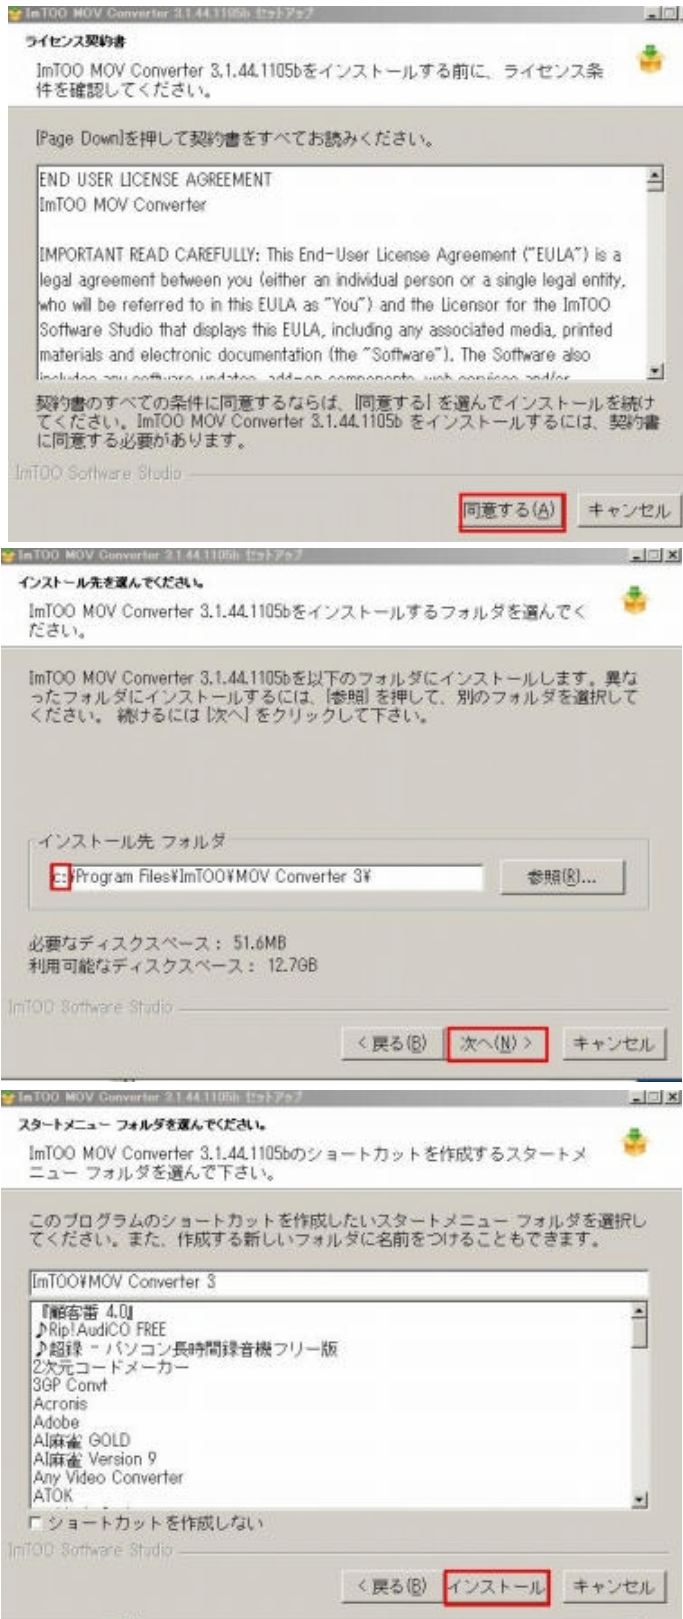 ImTOO MOV Converter 3.1.44.1105b セットアップ
ライセンス契約書
ImTOO MOV Converter 3.1.44.1105bをインストールする前に、ライセンス条
件を確認してください。
[Page Down]を押して契約書をすべてお読みください。
END USER LICENSE AGREEMENT
ImTOO MOV Converter
IMPORTANT READ CAREFULLY: This End-User License Agreement ("EULA") is a
legal agreement between you (either an individual person or a single legal entity,
who will be referred to in this EULA as "You") and the Licensor for the ImTOO
Software Studio that displays this EULA, including any associated media, printed
materials and electronic documentation (the "Software"). The Software also
includes any software updates, add-on components, web services and/or
契約書のすべての条件に同意するならば、[同意する] を選んでインストールを続け
てください。ImTOO MOV Converter 3.1.44.1105b をインストールするには、契約書
に同意する必要があります。
ImTOO Software Studio
同意する(A)
キャンセル
ImTOO MOV Converter 3.1.44.1105b セットアップ
インストール先を選んでください。
ImTOO MOV Converter 3.1.44.1105bをインストールするフォルダを選んでく
ださい。
ImTOO MOV Converter 3.1.44.1105bを以下のフォルダにインストールします。異な
ったフォルダにインストールするには、[参照] を押して、別のフォルダを選択して
ください。 続けるには [次へ] をクリックして下さい。
インストール先 フォルダ
c:¥Program Files¥ImTOO¥MOV Converter 3¥
参照(R)...
必要なディスクスペース： 51.6MB
利用可能なディスクスペース： 12.7GB
ImTOO Software Studio
< 戻る(B)
次へ(N) >
キャンセル
ImTOO MOV Converter 3.1.44.1105b セットアップ
スタートメニュー フォルダを選んでください。
ImTOO MOV Converter 3.1.44.1105bのショートカットを作成するスタートメ
ニュー フォルダを選んで下さい。
このプログラムのショートカットを作成したいスタートメニュー フォルダを選択し
てください。また、作成する新しいフォルダに名前をつけることもできます。
ImTOO¥MOV Converter 3
『顧客番 4.0』
♪Rip!AudiCO FREE
♪超録 - パソコン長時間録音機フリー版
2次元コードメーカー
3GP Convt
Acronis
Adobe
AI麻雀 GOLD
AI麻雀 Version 9
Any Video Converter
ATOK
ショートカットを作成しない
ImTOO Software Studio
< 戻る(B)
インストール
キャンセル